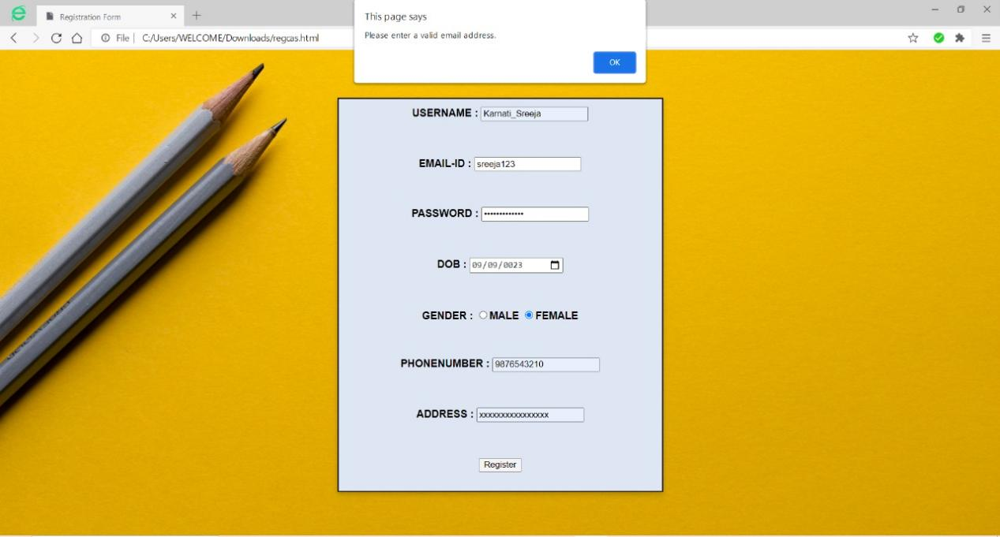 Registration Form
File | C:/Users/WELCOME/Downloads/regcas.html
This page says
Please enter a valid email address.
OK
USERNAME : Karnati_Sreeja
EMAIL-ID : sreeja123
PASSWORD : •••••••••••••
DOB : 09/09/0023
GENDER : MALE FEMALE
PHONENUMBER : 9876543210
ADDRESS : xxxxxxxxxxxxxxxx
Register